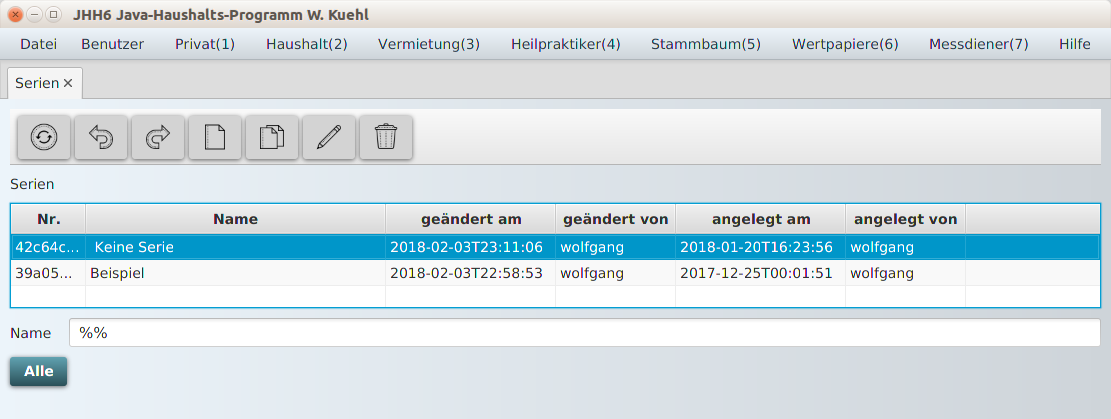 JHH6 Java-Haushalts-Programm W. Kuehl
Datei Benutzer Privat(1) Haushalt(2) Vermietung(3) Heilpraktiker(4) Stammbaum(5) Wertpapiere(6) Messdiener(7) Hilfe
Serien
Serien
Nr. Name geändert am geändert von angelegt am angelegt von
42c64c... Keine Serie 2018-02-03T23:11:06 wolfgang 2018-01-20T16:23:56 wolfgang
39a05... Beispiel 2018-02-03T22:58:53 wolfgang 2017-12-25T00:01:51 wolfgang
Name %%
Alle